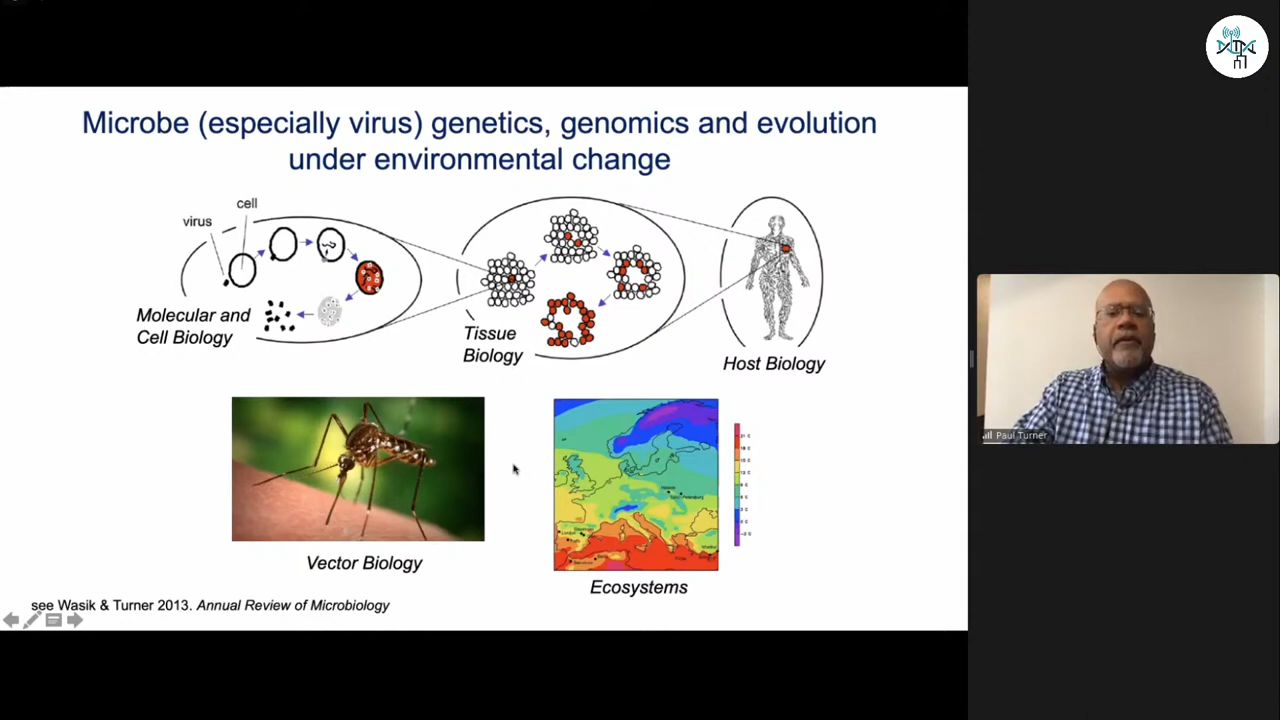 Microbe (especially virus) genetics, genomics and evolution
under environmental change
cell
virus
Molecular and
Cell Biology
Tissue
Biology
Host Biology
Paul Turner
Vector Biology
Ecosystems
see Wasik & Turner 2013. Annual Review of Microbiology